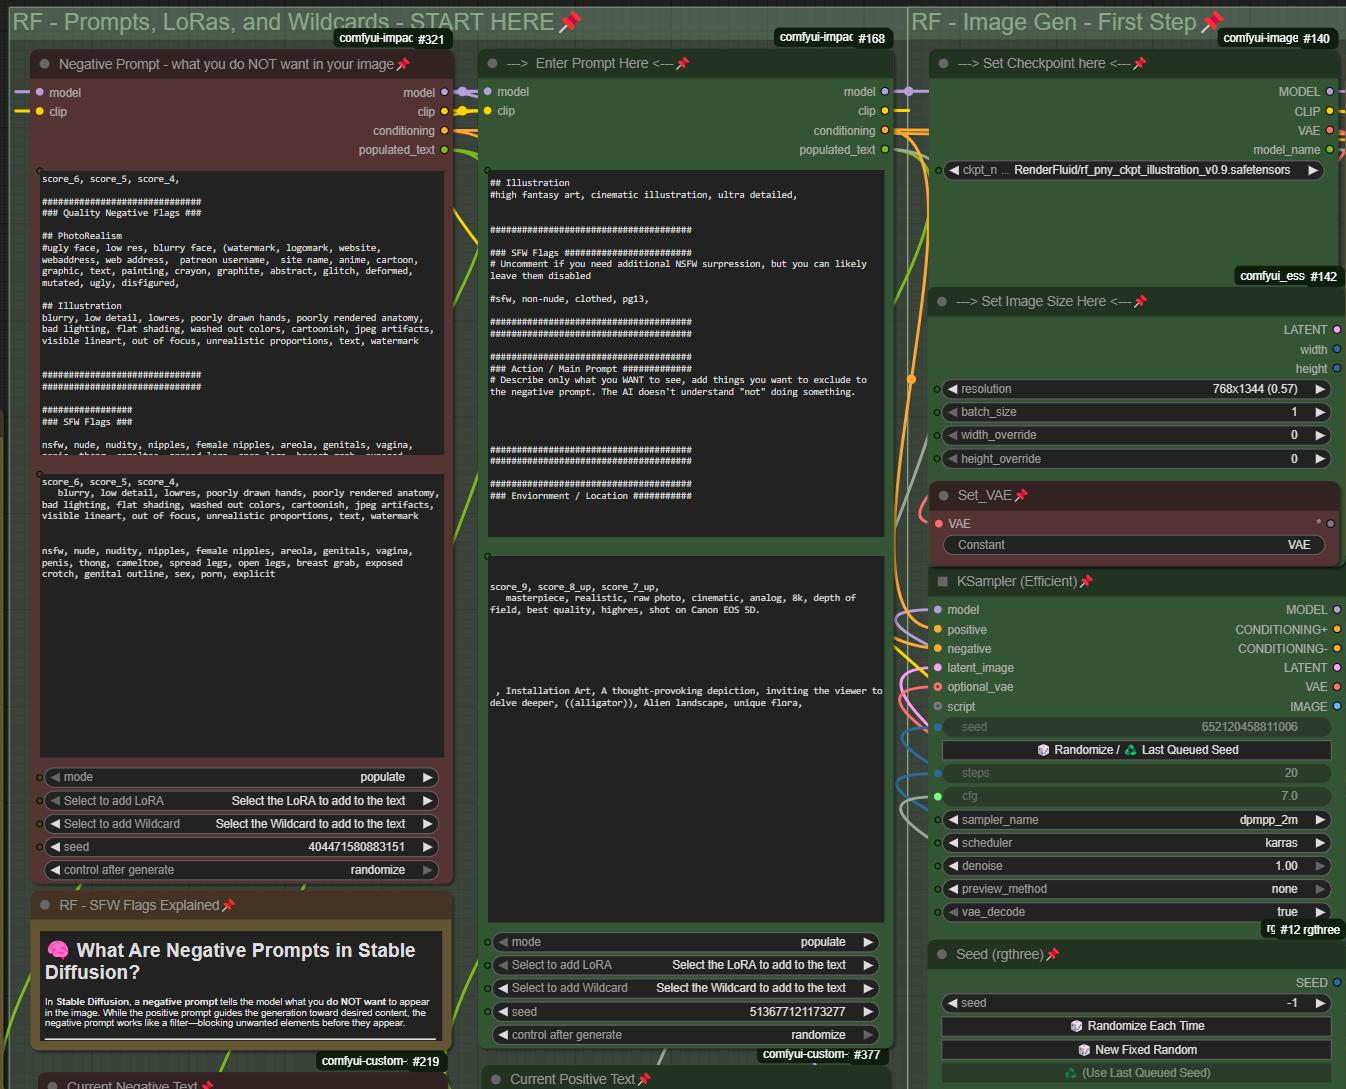 RF - Prompts, LoRas, and Wildcards - START HERE
RF - Image Gen - First Step
comfyui-impac #321
Negative Prompt - what you do NOT want in your image
model model
clip clip
conditioning
populated_text
score_6, score_5, score_4,
##############################
### Quality Negative Flags ###
## PhotoRealism
#ugly face, low res, blurry face, (watermark, logomark, website,
webaddress, web address,  patreon username,  site name, anime, cartoon,
graphic, text, painting, crayon, graphite, abstract, glitch, deformed,
mutated, ugly, disfigured,
## Illustration
blurry, low detail, lowres, poorly drawn hands, poorly rendered anatomy,
bad lighting, flat shading, washed out colors, cartoonish, jpeg artifacts,
visible lineart, out of focus, unrealistic proportions, text, watermark
##############################
##############################
#################
### SFW Flags ###
nsfw, nude, nudity, nipples, female nipples, areola, genitals, vagina,
score_6, score_5, score_4,
blurry, low detail, lowres, poorly drawn hands, poorly rendered anatomy,
bad lighting, flat shading, washed out colors, cartoonish, jpeg artifacts,
visible lineart, out of focus, unrealistic proportions, text, watermark
nsfw, nude, nudity, nipples, female nipples, areola, genitals, vagina,
penis, thong, cameltoe, spread legs, open legs, breast grab, exposed
crotch, genital outline, sex, porn, explicit
mode populate
Select to add LoRA Select the LoRA to add to the text
Select to add Wildcard Select the Wildcard to add to the text
seed 404471580883151
control after generate randomize
RF - SFW Flags Explained
What Are Negative Prompts in Stable
Diffusion?
In Stable Diffusion, a negative prompt tells the model what you do NOT want to appear
in the image. While the positive prompt guides the generation toward desired content, the
negative prompt works like a filter—blocking unwanted elements before they appear.
comfyui-custom- #219
Current Negative Text
comfyui-impac #168
---> Enter Prompt Here <---
model model
clip clip
conditioning
populated_text
## Illustration
#high fantasy art, cinematic illustration, ultra detailed,
######################################
### SFW Flags ########################
# Uncomment if you need additional NSFW surpression, but you can likely
leave them disabled
#sfw, non-nude, clothed, pg13,
######################################
######################################
######################################
### Action / Main Prompt #############
# Describe only what you WANT to see, add things you want to exclude to
the negative prompt. The AI doesn't understand "not" doing something.
######################################
######################################
######################################
### Enviornment / Location ###########
score_9, score_8_up, score_7_up,
masterpiece, realistic, raw photo, cinematic, analog, 8k, depth of
field, best quality, highres, shot on Canon EOS 5D.
, Installation Art, A thought-provoking depiction, inviting the viewer to
delve deeper, ((alligator)), Alien landscape, unique flora,
mode populate
Select to add LoRA Select the LoRA to add to the text
Select to add Wildcard Select the Wildcard to add to the text
seed 513677121173277
control after generate randomize
comfyui-custom- #377
Current Positive Text
comfyui-image #140
---> Set Checkpoint here <---
MODEL
CLIP
VAE
model_name
ckpt_n ... RenderFluid/rf_pny_ckpt_illustration_v0.9.safetensors
comfyui_ess #142
---> Set Image Size Here <---
LATENT
width
height
resolution 768x1344 (0.57)
batch_size 1
width_override 0
height_override 0
Set_VAE
VAE *
Constant VAE
KSampler (Efficient)
model MODEL
positive CONDITIONING+
negative CONDITIONING-
latent_image LATENT
optional_vae VAE
script IMAGE
seed 652120458811006
Randomize / Last Queued Seed
steps 20
cfg 7.0
sampler_name dpmpp_2m
scheduler karras
denoise 1.00
preview_method none
vae_decode true
#12 rgthree
Seed (rgthree)
SEED
seed -1
Randomize Each Time
New Fixed Random
(Use Last Queued Seed)